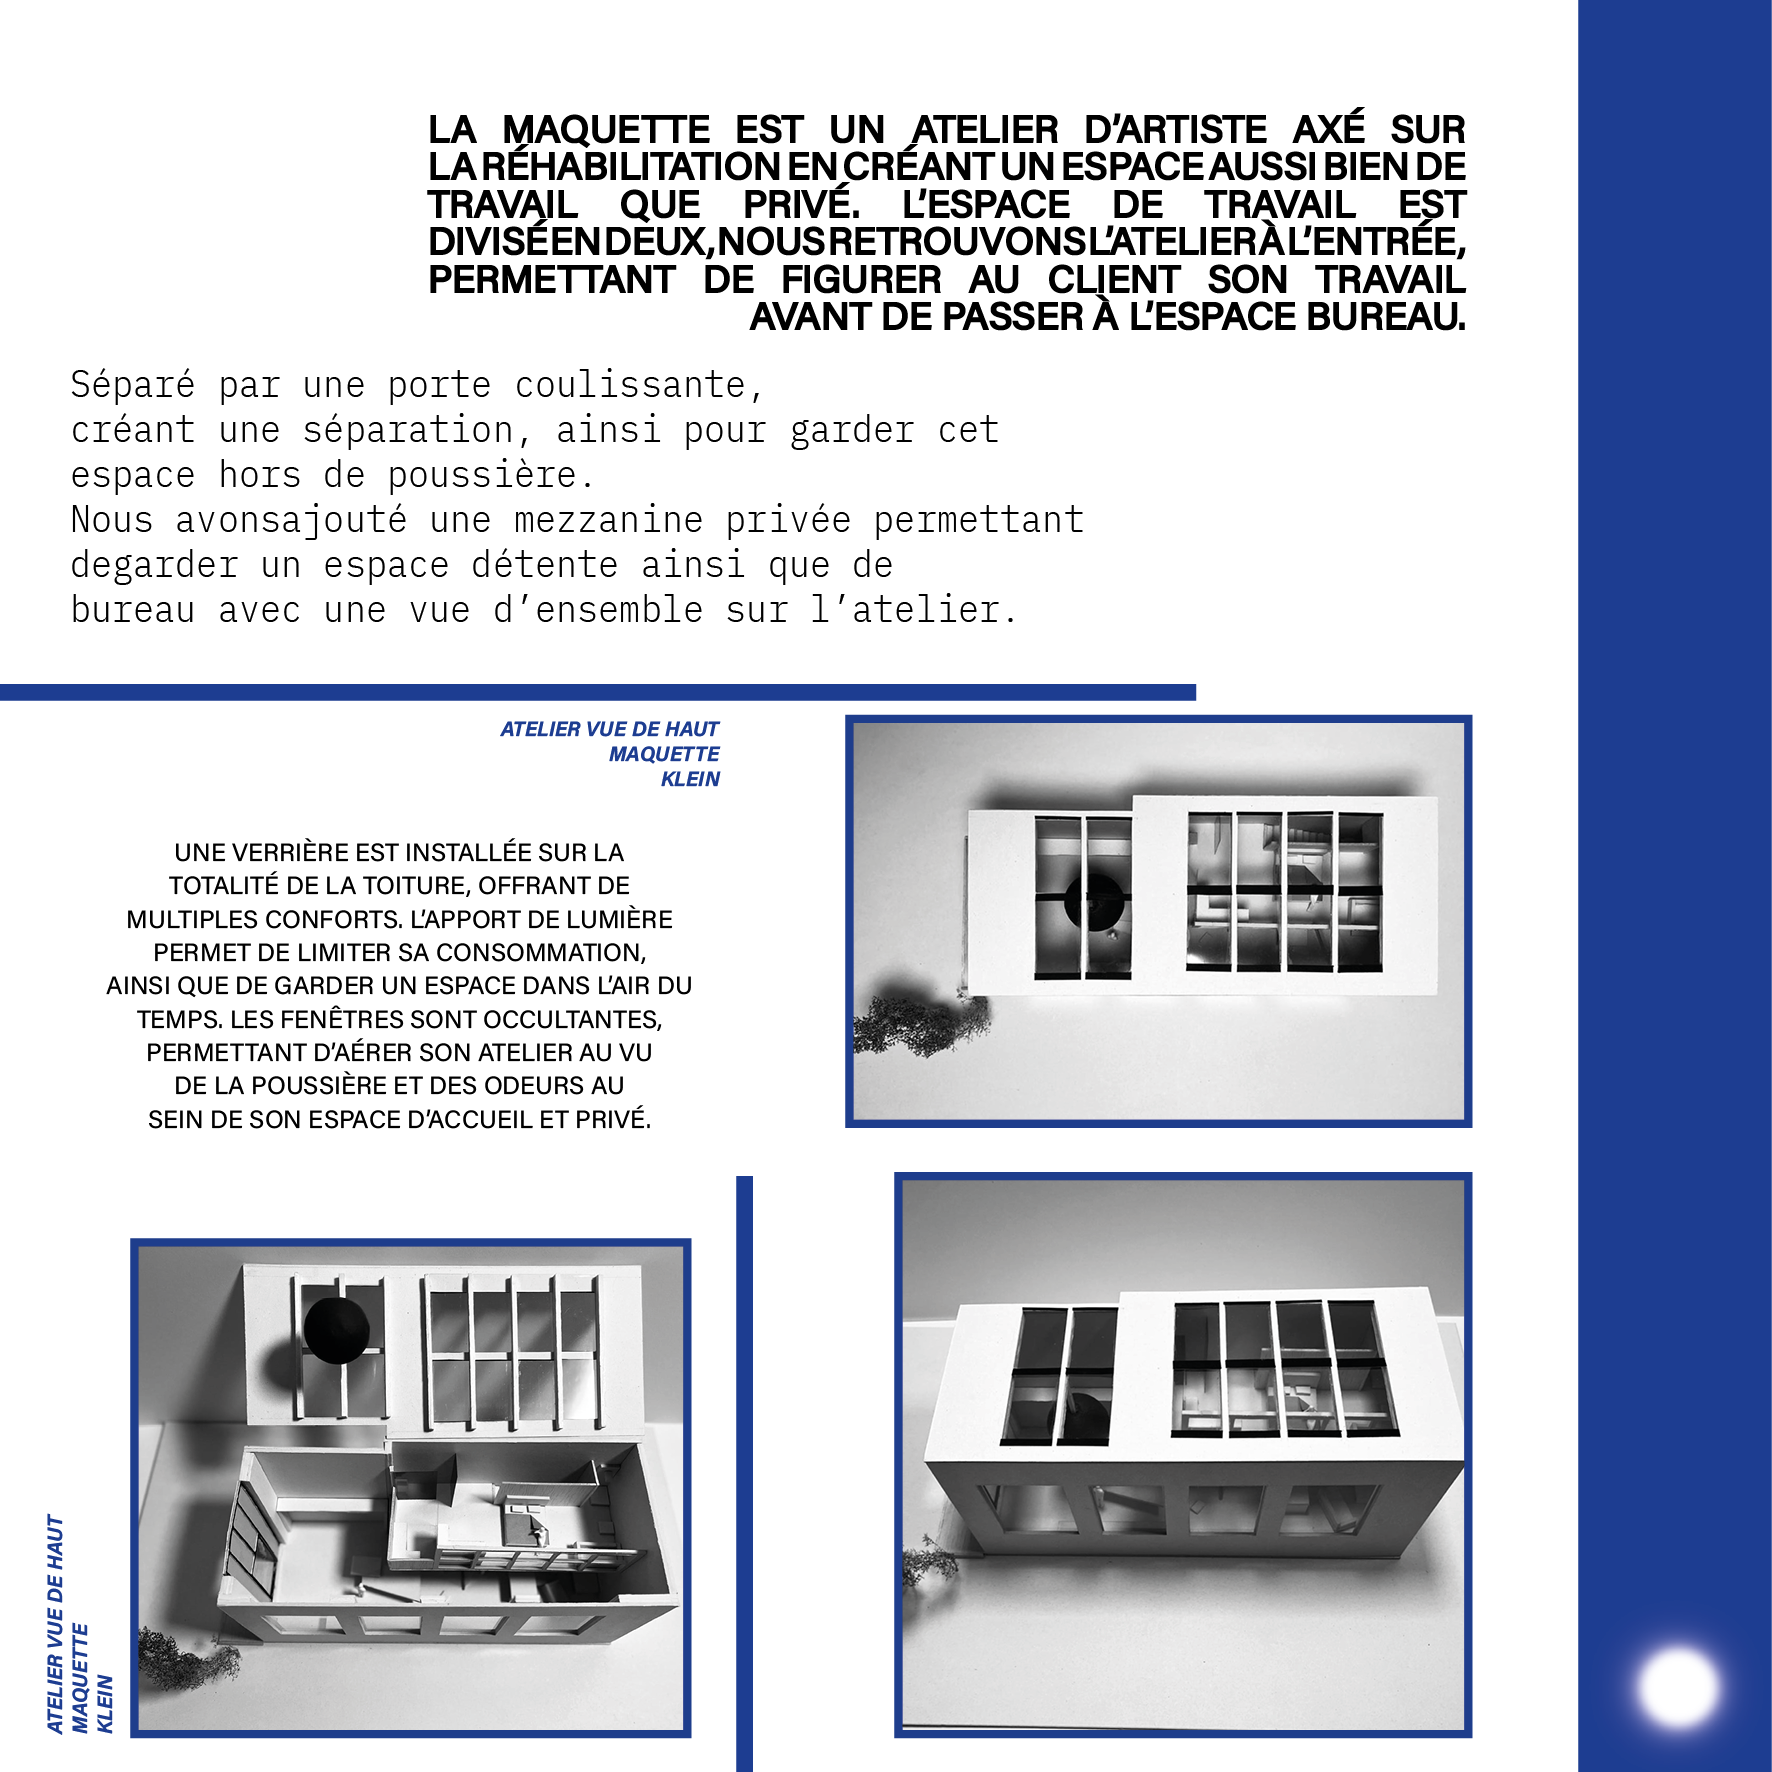 LA MAQUETTE EST UN ATELIER D’ARTISTE AXÉ SUR
LA RÉHABILITATION EN CRÉANT UN ESPACE AUSSI BIEN DE
TRAVAIL QUE PRIVÉ. L’ESPACE DE TRAVAIL EST
DIVISÉ EN DEUX, NOUS RETROUVONS L’ATELIER À L’ENTRÉE,
PERMETTANT DE FIGURER AU CLIENT SON TRAVAIL
AVANT DE PASSER À L’ESPACE BUREAU.
Séparé par une porte coulissante,
créant une séparation, ainsi pour garder cet
espace hors de poussière.
Nous avonsajouté une mezzanine privée permettant
degarder un espace détente ainsi que de
bureau avec une vue d’ensemble sur l’atelier.
ATELIER VUE DE HAUT
MAQUETTE
KLEIN
UNE VERRIÈRE EST INSTALLÉE SUR LA
TOTALITÉ DE LA TOITURE, OFFRANT DE
MULTIPLES CONFORTS. L’APPORT DE LUMIÈRE
PERMET DE LIMITER SA CONSOMMATION,
AINSI QUE DE GARDER UN ESPACE DANS L’AIR DU
TEMPS. LES FENÊTRES SONT OCCULTANTES,
PERMETTANT D’AÉRER SON ATELIER AU VU
DE LA POUSSIÈRE ET DES ODEURS AU
SEIN DE SON ESPACE D’ACCUEIL ET PRIVÉ.
ATELIER VUE DE HAUT
MAQUETTE
KLEIN